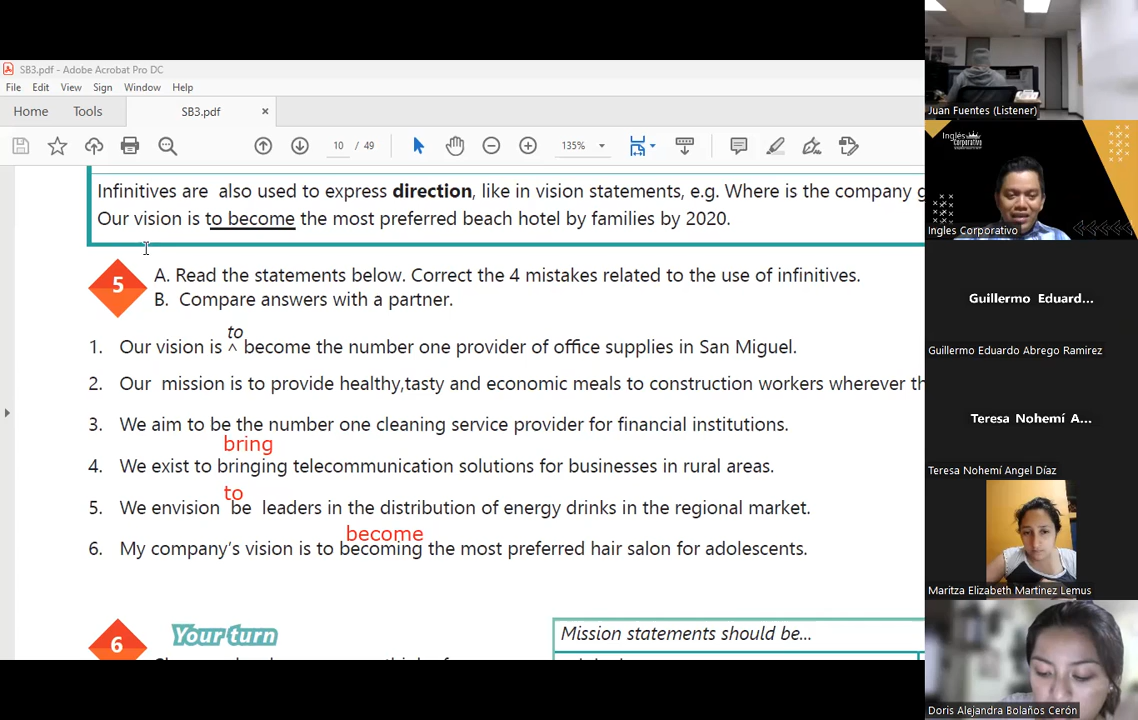 SB3.pdf - Adobe Acrobat Pro DC
File Edit View Sign Window Help
Home Tools SB3.pdf ×
10 / 49 135%
Infinitives are also used to express direction, like in vision statements, e.g. Where is the company g
Our vision is to become the most preferred beach hotel by families by 2020.
5 A. Read the statements below. Correct the 4 mistakes related to the use of infinitives.
B. Compare answers with a partner.
to
1. Our vision is ^ become the number one provider of office supplies in San Miguel.
2. Our mission is to provide healthy,tasty and economic meals to construction workers wherever th
3. We aim to be the number one cleaning service provider for financial institutions.
bring
4. We exist to bringing telecommunication solutions for businesses in rural areas.
to
5. We envision be leaders in the distribution of energy drinks in the regional market.
become
6. My company's vision is to becoming the most preferred hair salon for adolescents.
6 Your turn
Mission statements should be...
Juan Fuentes (Listener)
Inglés
Corporativo
Ingles Corporativo
Guillermo Eduard...
Guillermo Eduardo Abrego Ramirez
Teresa Nohemí A...
Teresa Nohemí Angel Díaz
Maritza Elizabeth Martinez Lemus
Doris Alejandra Bolaños Cerón